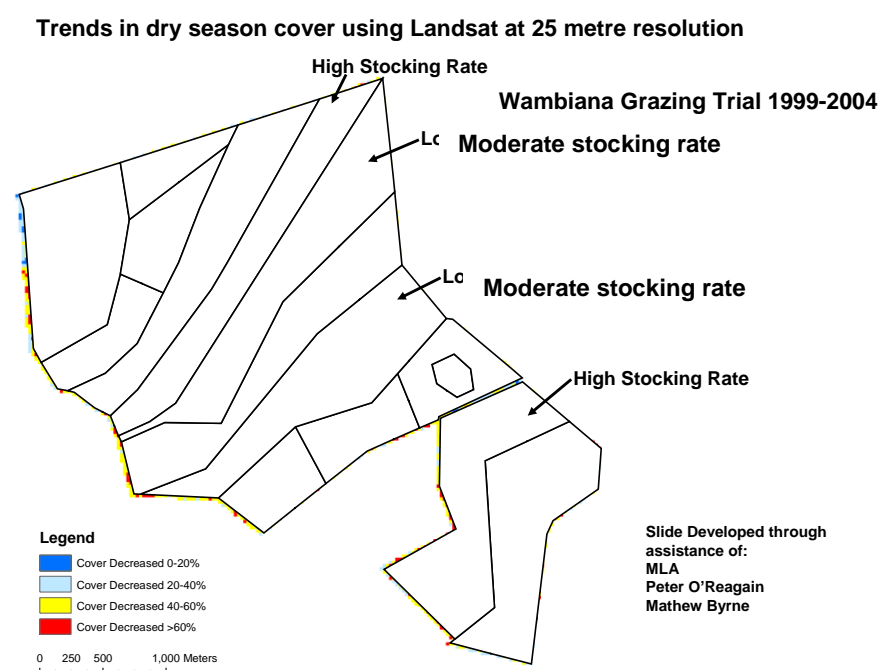 Trends in dry season cover using Landsat at 25 metre resolution
High Stocking Rate
Wambiana Grazing Trial 1999-2004
Moderate stocking rate
Moderate stocking rate
High Stocking Rate
Legend
Cover Decreased 0-20%
Cover Decreased 20-40%
Cover Decreased 40-60%
Cover Decreased >60%
0 250 500 1,000 Meters
Slide Developed through
assistance of:
MLA
Peter O'Reagain
Mathew Byrne